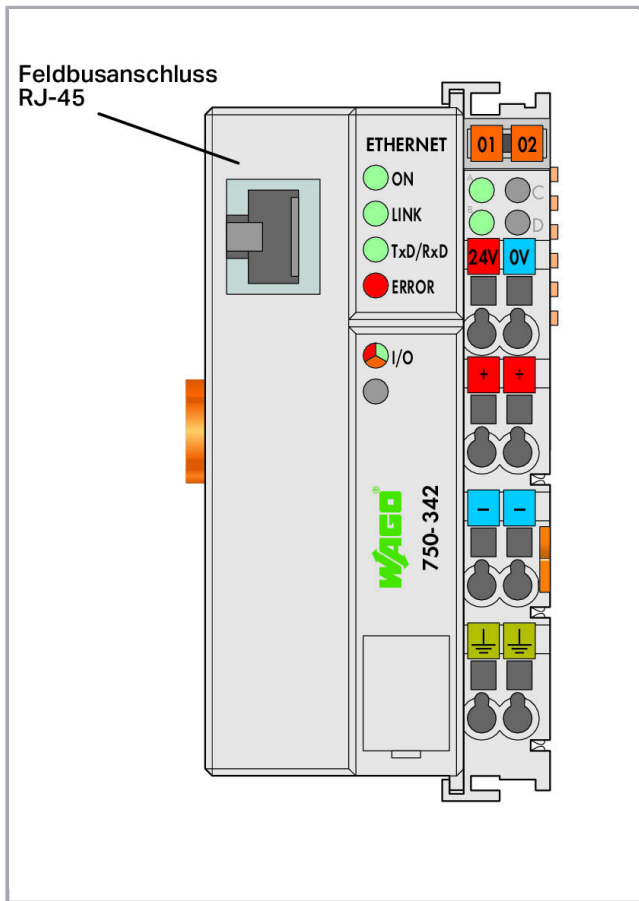 Feldbusanschluss
RJ-45
ETHERNET
ON
LINK
TxD/RxD
ERROR
I/O
WAGO®
750-342
01 02
A C
B D
24V 0V
+ +
− −